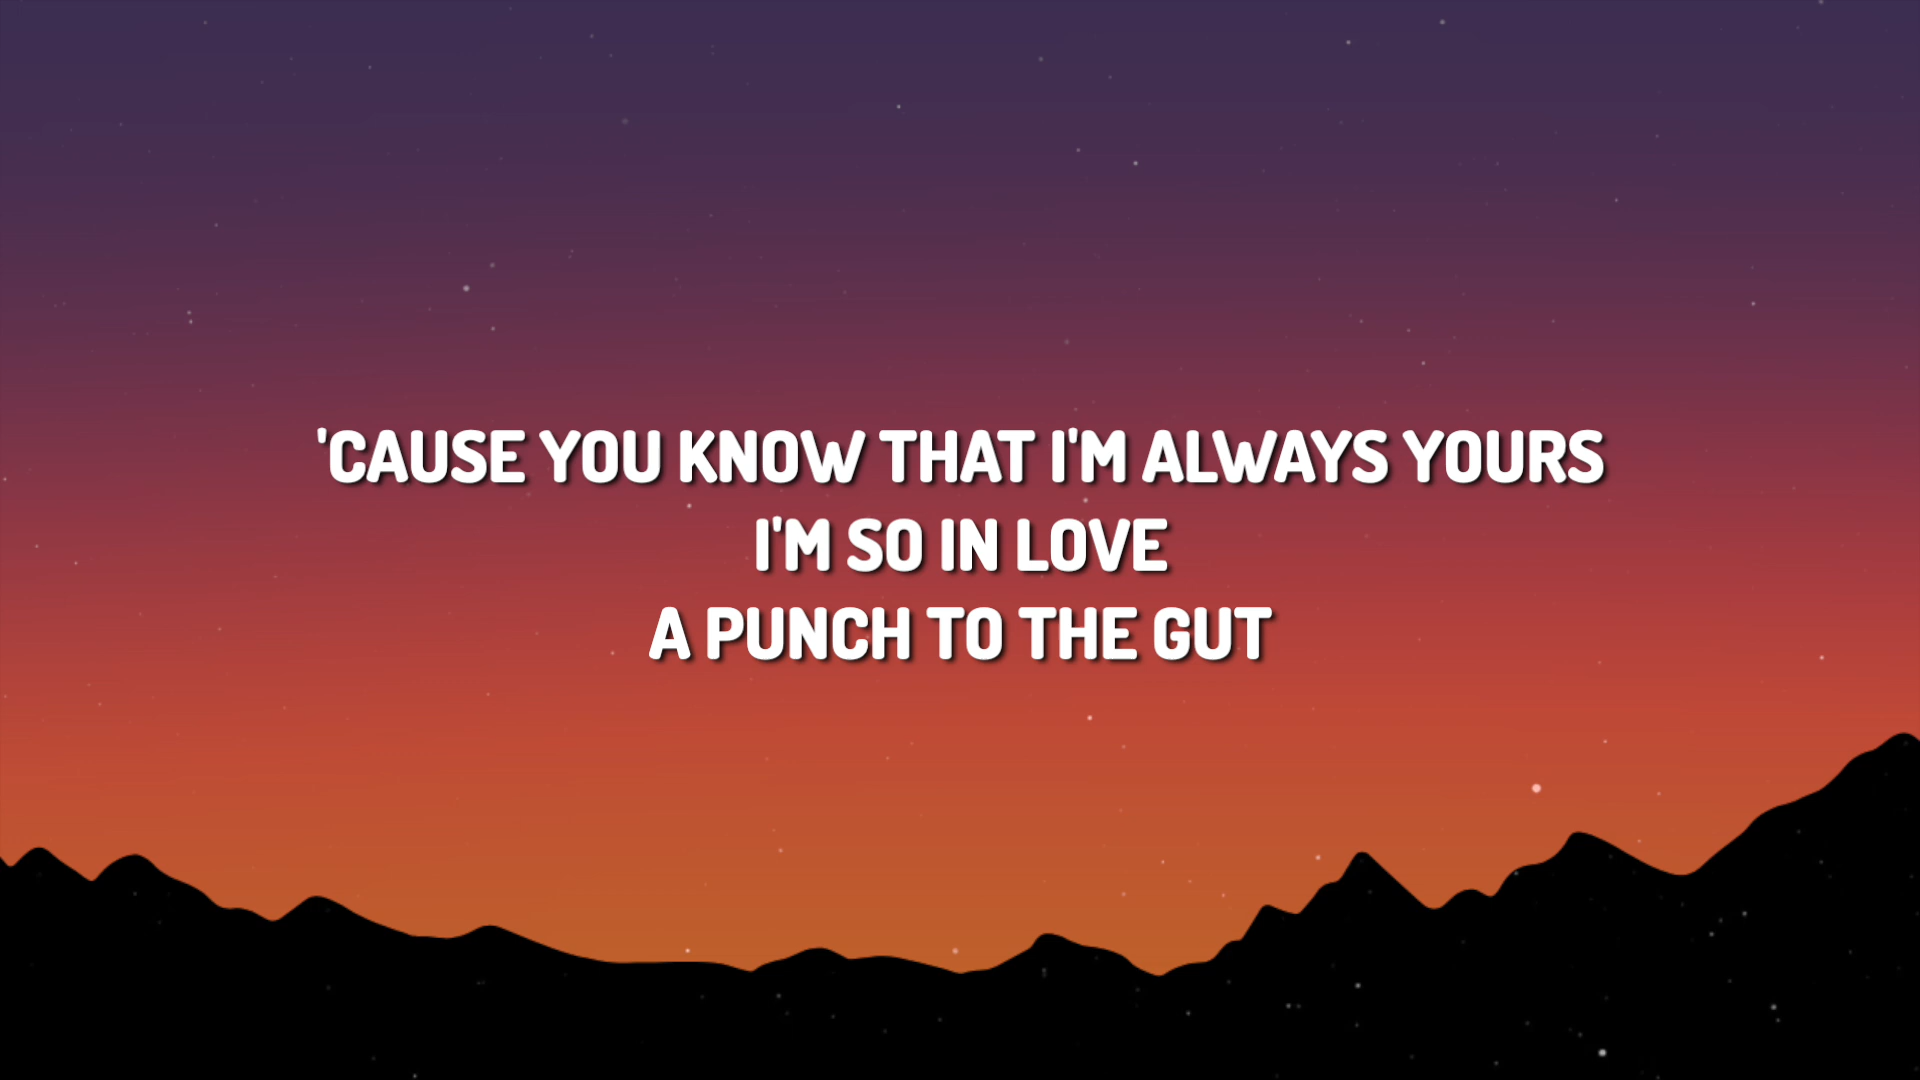 'CAUSE YOU KNOW THAT I'M ALWAYS YOURS
I'M SO IN LOVE
A PUNCH TO THE GUT